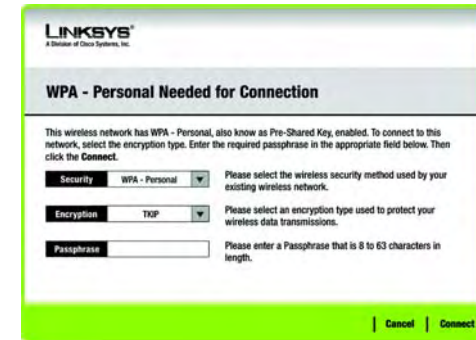 LINKSYS®
A Division of Cisco Systems, Inc.
WPA - Personal Needed for Connection
This wireless network has WPA - Personal, also know as Pre-Shared Key, enabled. To connect to this
network, select the encryption type. Enter the required passphrase in the appropriate field below. Then
click the Connect.
Security WPA - Personal Please select the wireless security method used by your
existing wireless network.
Encryption TKIP Please select an encryption type used to protect your
wireless data transmissions.
Passphrase Please enter a Passphrase that is 8 to 63 characters in
length.
Cancel Connect